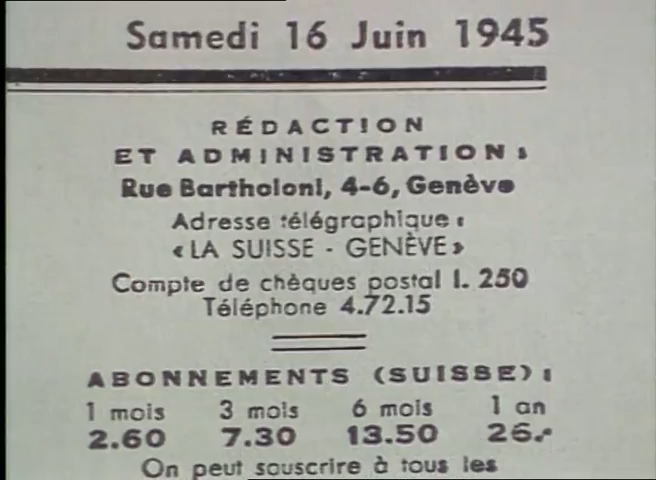 Samedi 16 Juin 1945
RÉDACTION
ET ADMINISTRATION :
Rue Bartholoni, 4-6, Genève
Adresse télégraphique :
« LA SUISSE - GENÈVE »
Compte de chèques postal I. 250
Téléphone 4.72.15
ABONNEMENTS (SUISSE) :
1 mois 3 mois 6 mois 1 an
2.60 7.30 13.50 26.-
On peut souscrire à tous les